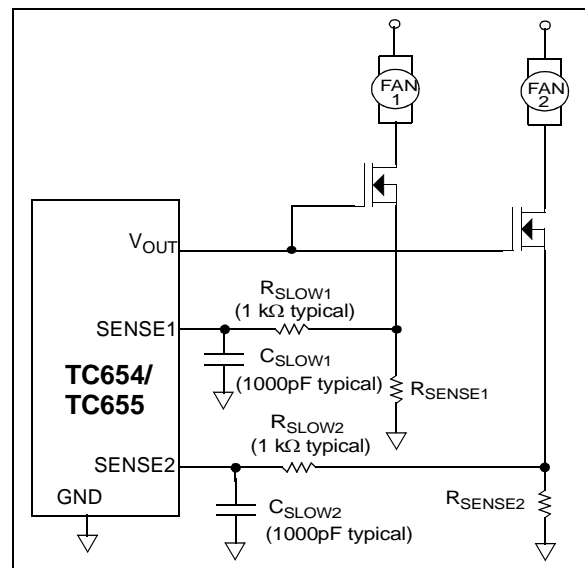 FAN
1
FAN
2
VOUT
RSLOW1
(1 kΩ typical)
SENSE1
CSLOW1
(1000pF typical)
TC654/
TC655
RSENSE1
RSLOW2
(1 kΩ typical)
SENSE2
GND
CSLOW2
(1000pF typical)
RSENSE2